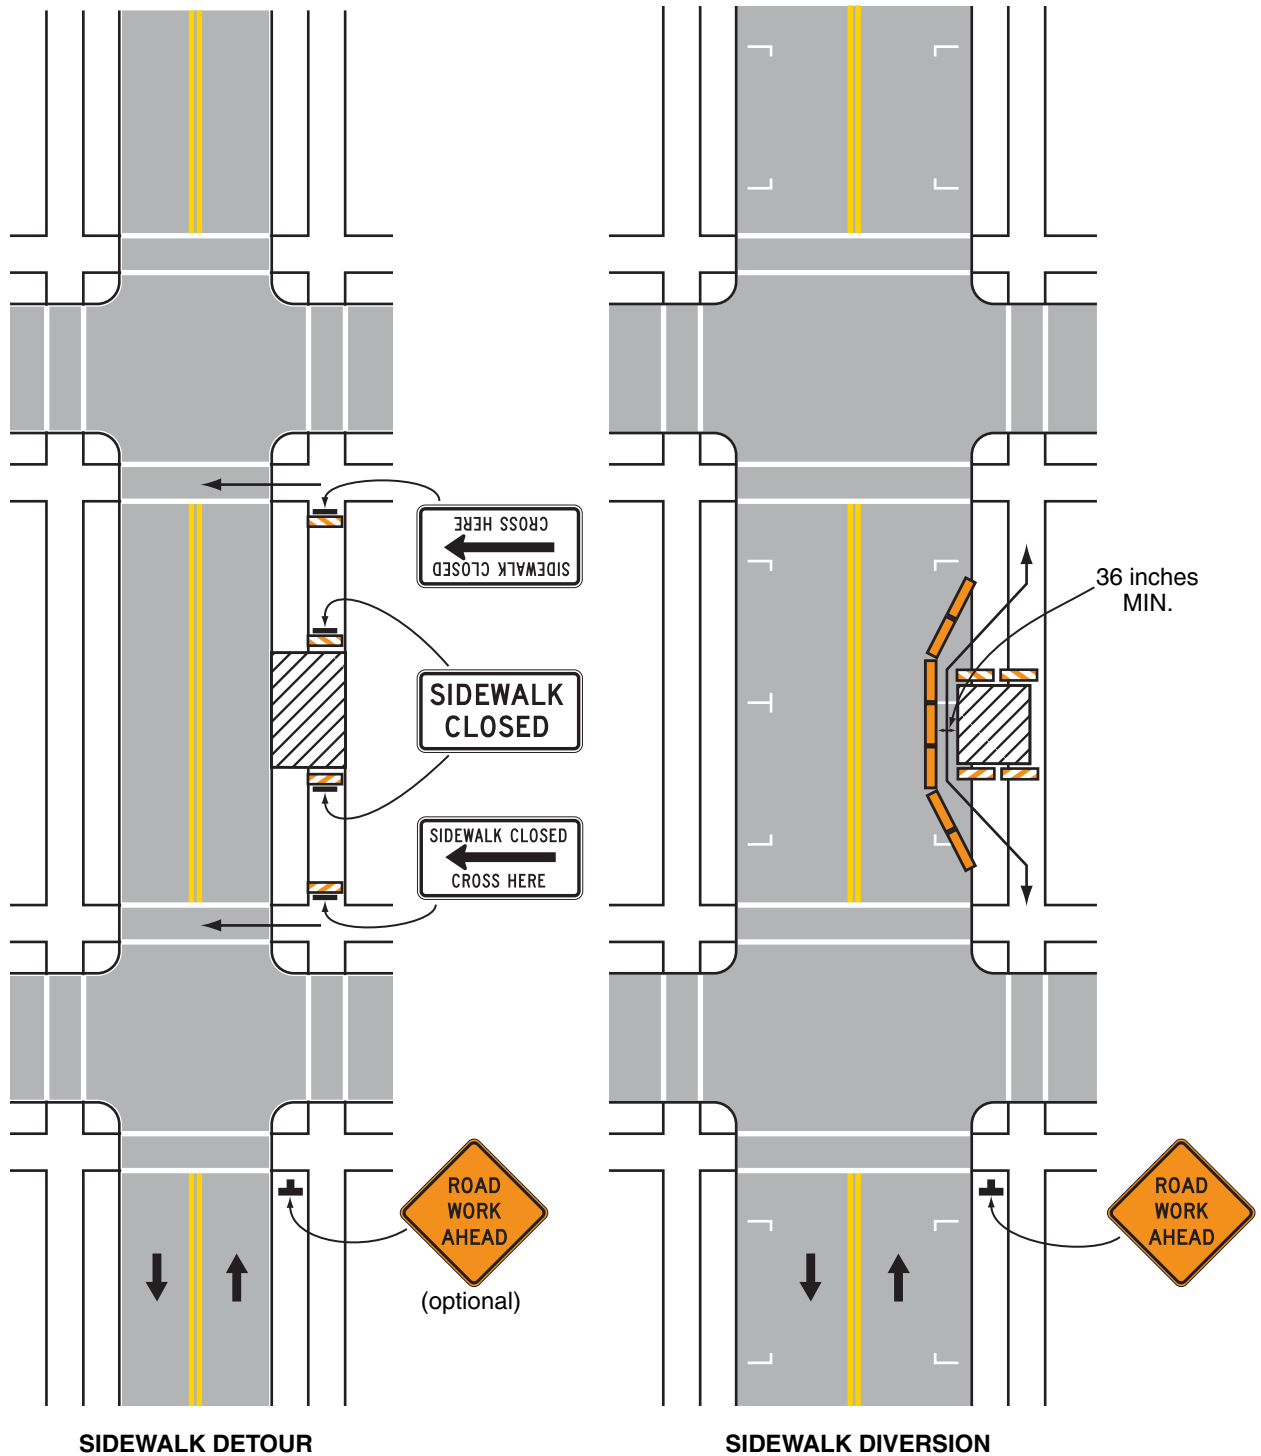 CROSS HERE
SIDEWALK CLOSED
36 inches
MIN.
SIDEWALK
CLOSED
SIDEWALK CLOSED
CROSS HERE
ROAD
WORK
AHEAD
(optional)
ROAD
WORK
AHEAD
SIDEWALK DETOUR
SIDEWALK DIVERSION